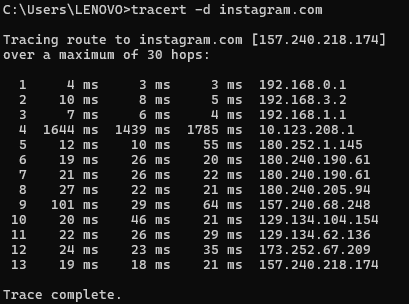 C:\Users\LENOVO>tracert -d instagram.com
Tracing route to instagram.com [157.240.218.174]
over a maximum of 30 hops:
1 4 ms 3 ms 3 ms 192.168.0.1
2 10 ms 8 ms 5 ms 192.168.3.2
3 7 ms 6 ms 4 ms 192.168.1.1
4 1644 ms 1439 ms 1785 ms 10.123.208.1
5 12 ms 10 ms 55 ms 180.252.1.145
6 19 ms 26 ms 20 ms 180.240.190.61
7 21 ms 26 ms 22 ms 180.240.190.61
8 27 ms 22 ms 21 ms 180.240.205.94
9 101 ms 29 ms 64 ms 157.240.68.248
10 20 ms 46 ms 21 ms 129.134.104.154
11 22 ms 26 ms 29 ms 129.134.62.136
12 24 ms 23 ms 35 ms 173.252.67.209
13 19 ms 18 ms 21 ms 157.240.218.174
Trace complete.